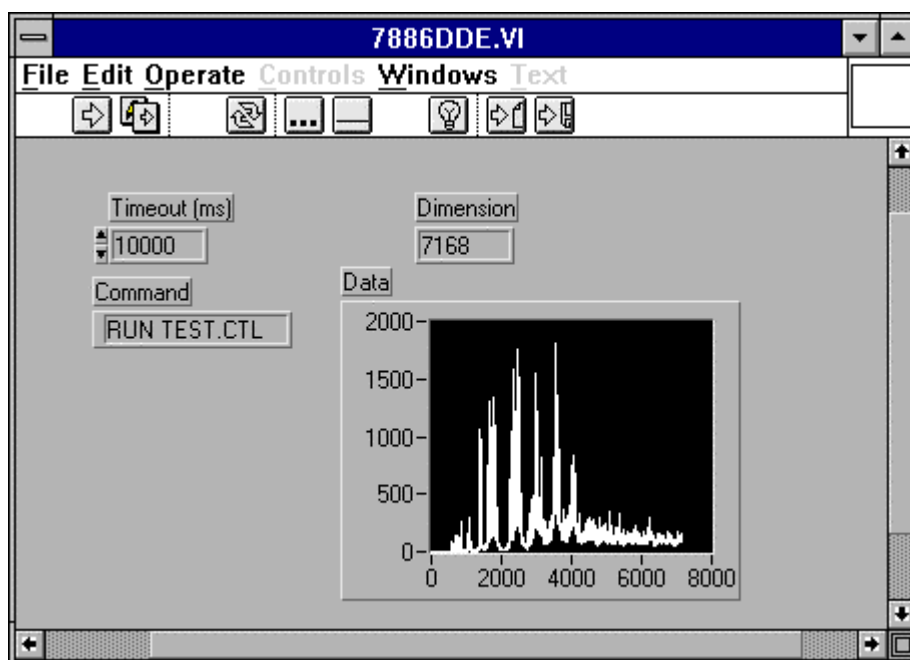 7886DDE.VI
File Edit Operate Controls Windows Text
Timeout (ms)
10000
Dimension
7168
Command
RUN TEST.CTL
Data
2000
1500
1000
500
0
0 2000 4000 6000 8000